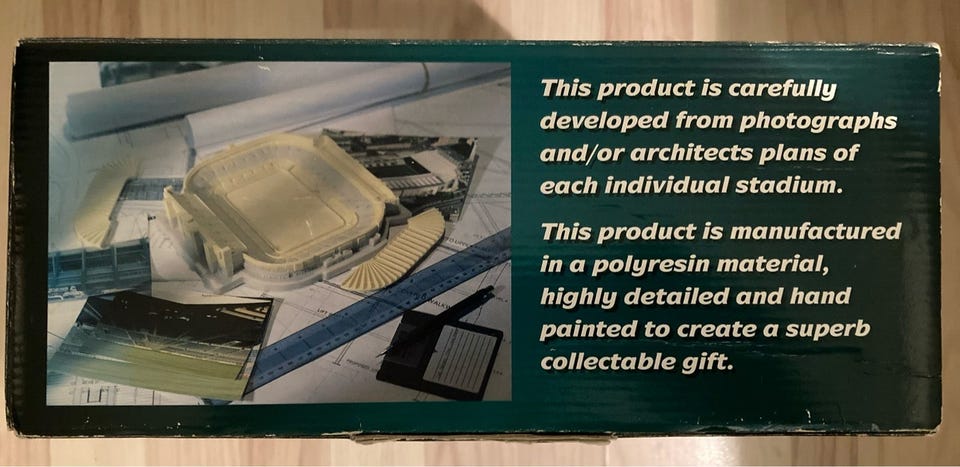 This product is carefully
developed from photographs
and/or architects plans of
each individual stadium.
This product is manufactured
in a polyresin material,
highly detailed and hand
painted to create a superb
collectable gift.